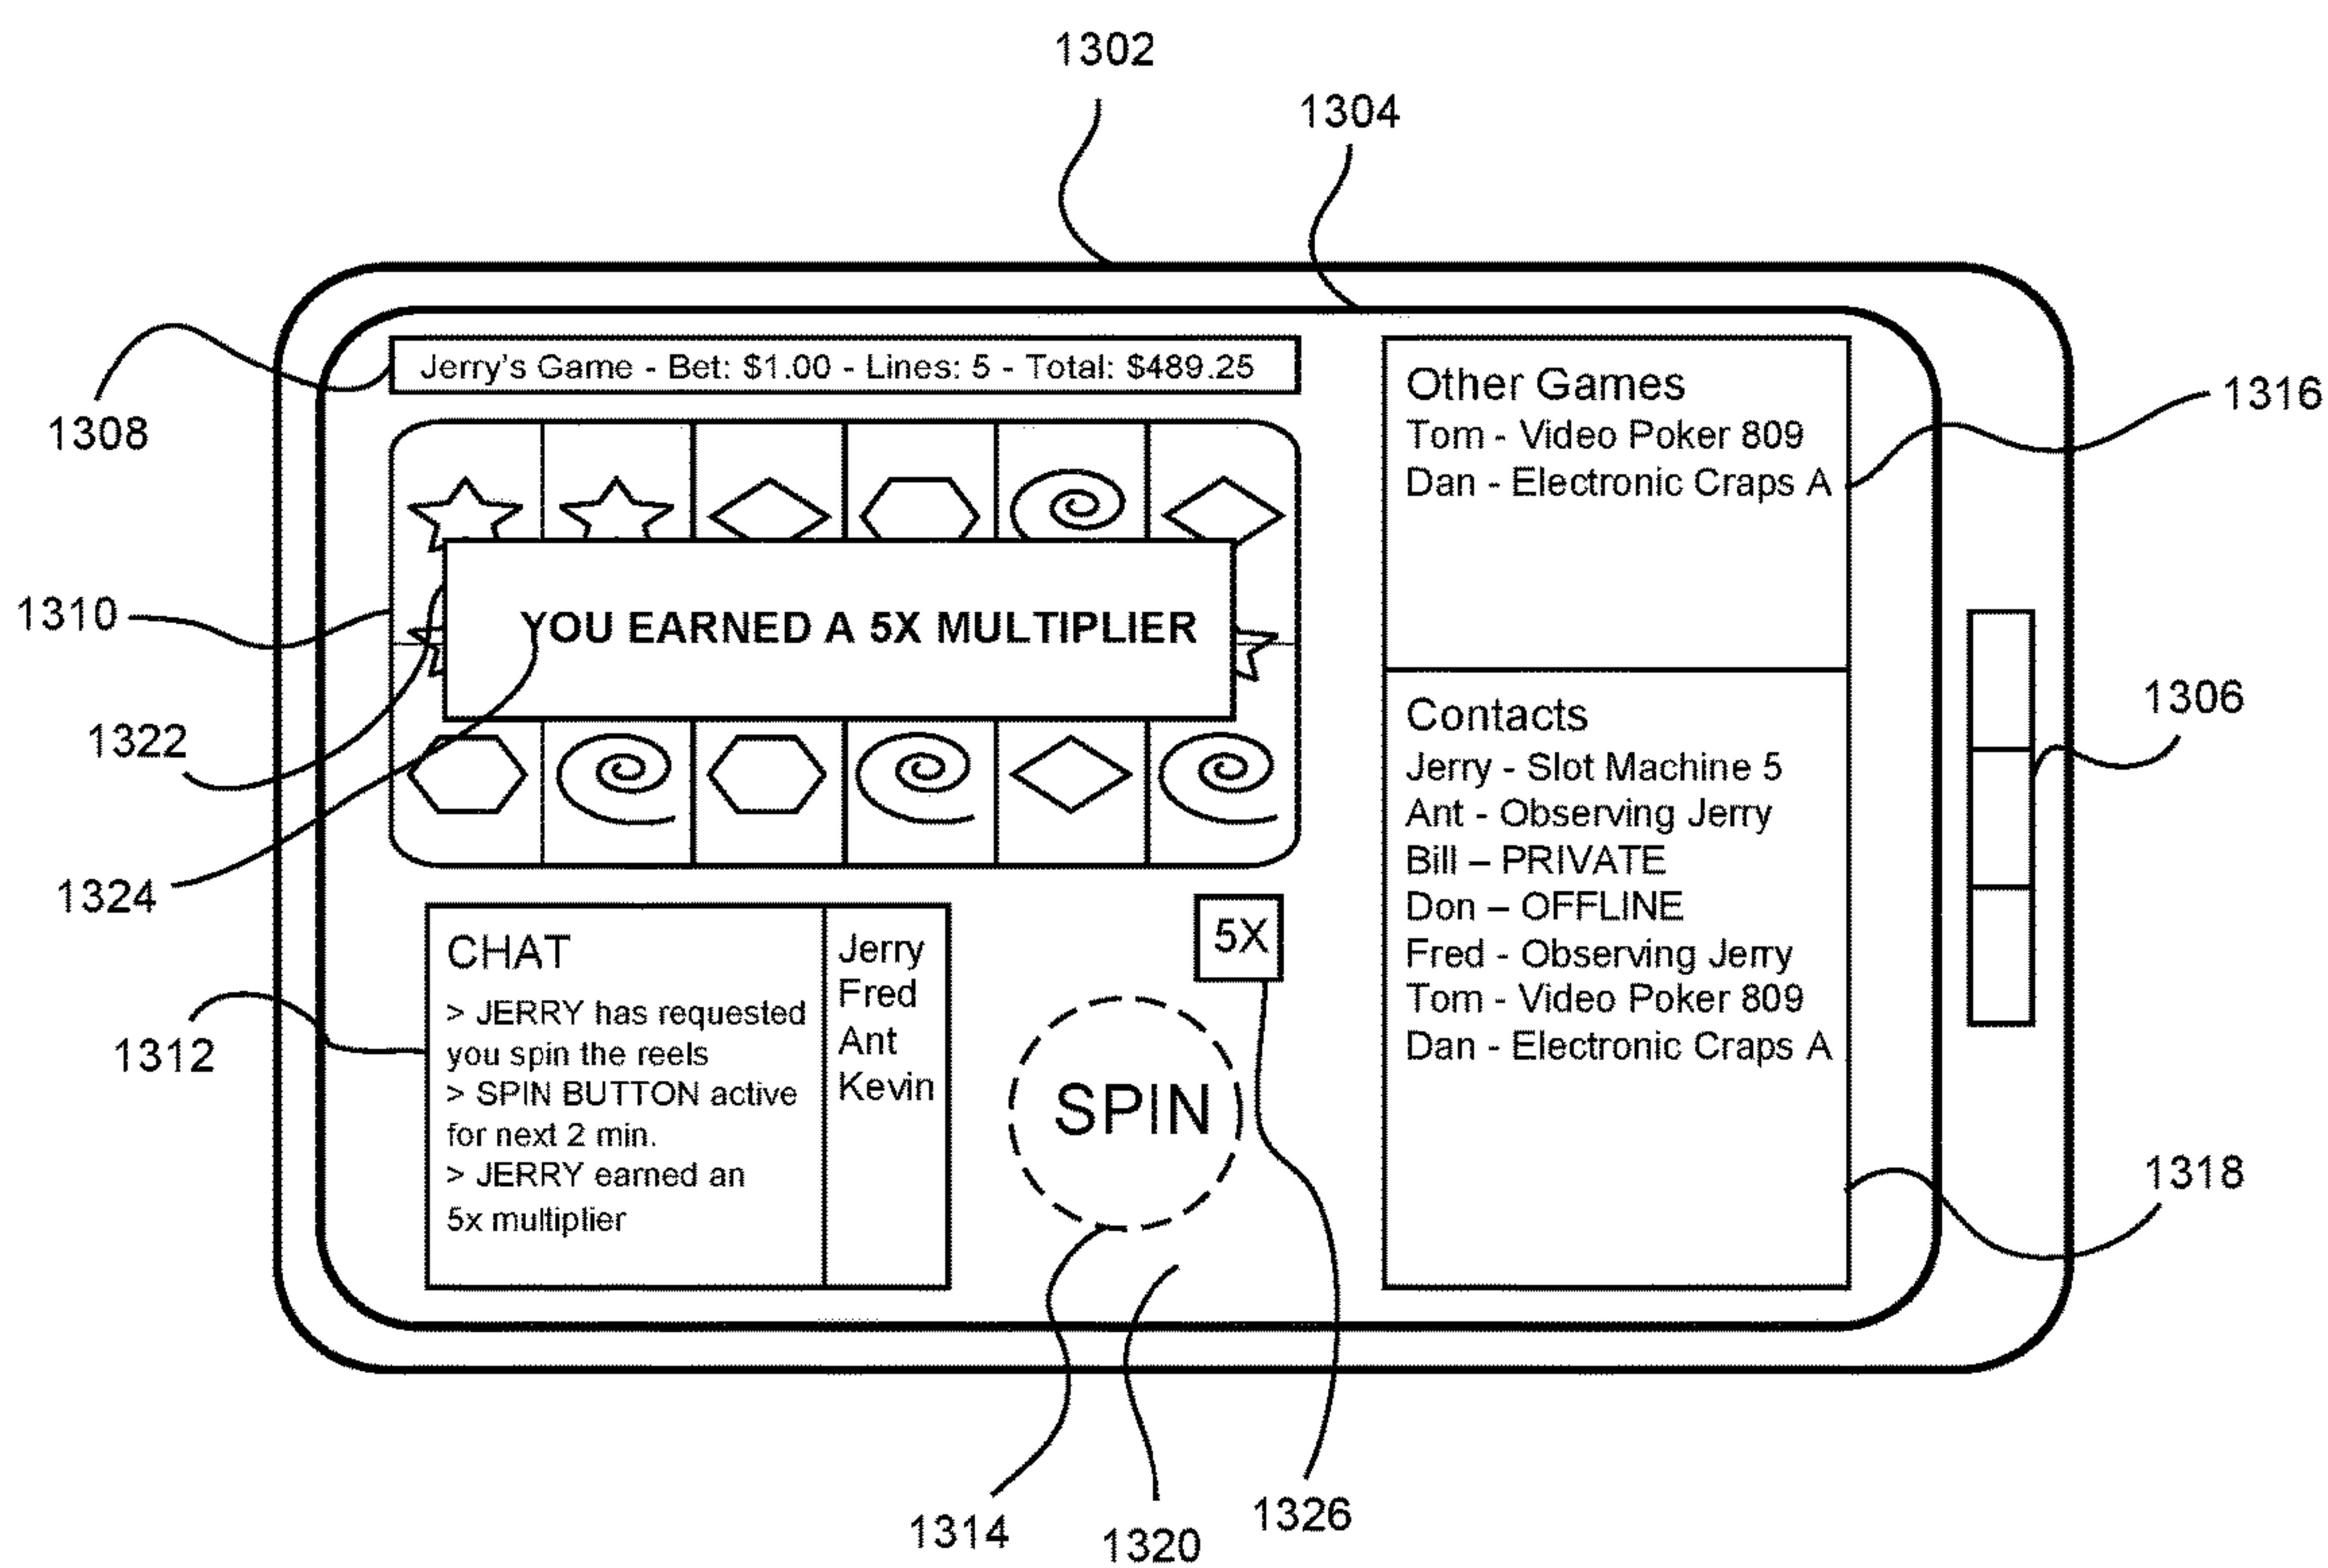 1302
1304
1308
Jerry's Game - Bet: $1.00 - Lines: 5 - Total: $489.25
1310
YOU EARNED A 5X MULTIPLIER
1322
1324
Other Games
Tom - Video Poker 809
Dan - Electronic Craps A
1316
Contacts
Jerry - Slot Machine 5
Ant - Observing Jerry
Bill – PRIVATE
Don – OFFLINE
Fred - Observing Jerry
Tom - Video Poker 809
Dan - Electronic Craps A
1306
1318
1312
CHAT
> JERRY has requested
you spin the reels
> SPIN BUTTON active
for next 2 min.
> JERRY earned an
5x multiplier
Jerry
Fred
Ant
Kevin
5X
SPIN
1314
1320
1326